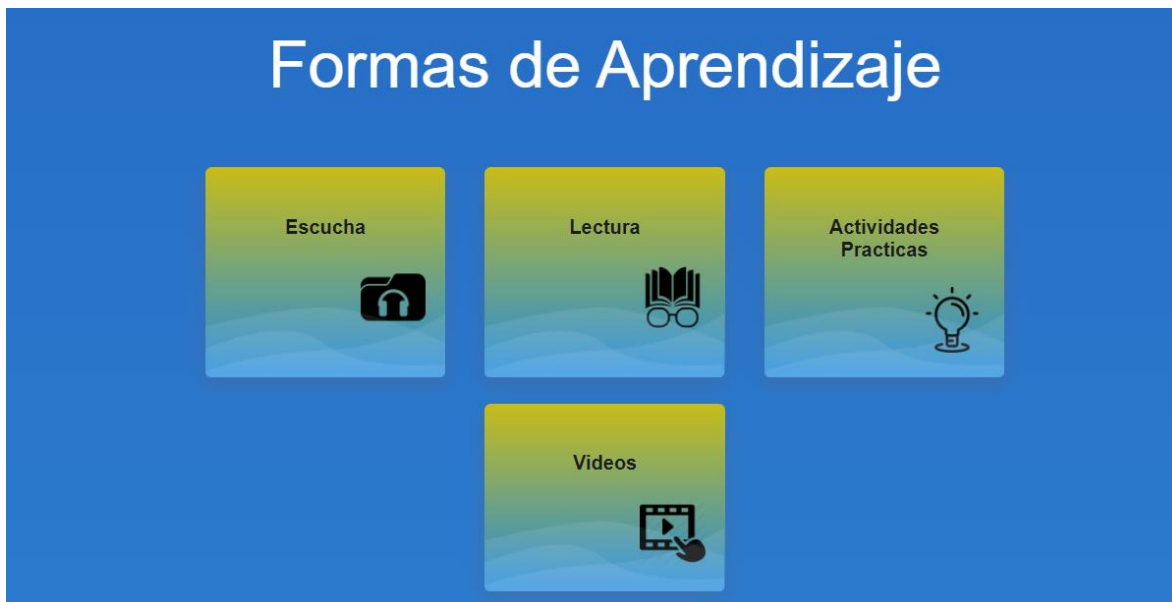 Formas de Aprendizaje
Escucha
Lectura
Actividades
Practicas
Videos